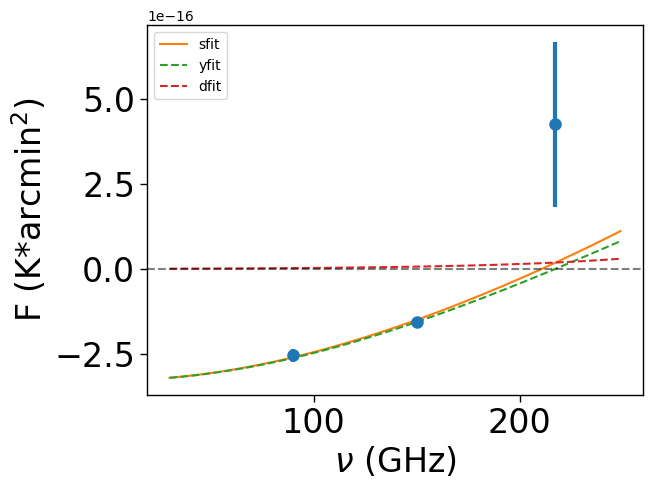 1e−16
sfit
yfit
dfit
5.0
2.5
0.0
−2.5
F (K*arcmin²)
100
200
ν (GHz)